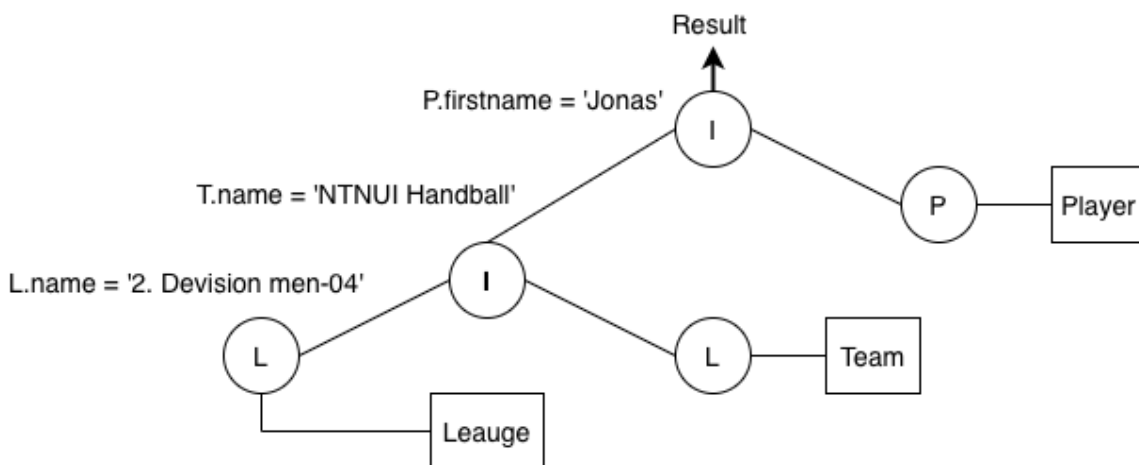 Result
P.firstname = 'Jonas'
I
T.name = 'NTNUI Handball'
P
Player
L.name = '2. Devision men-04'
I
L
L
Team
Leauge